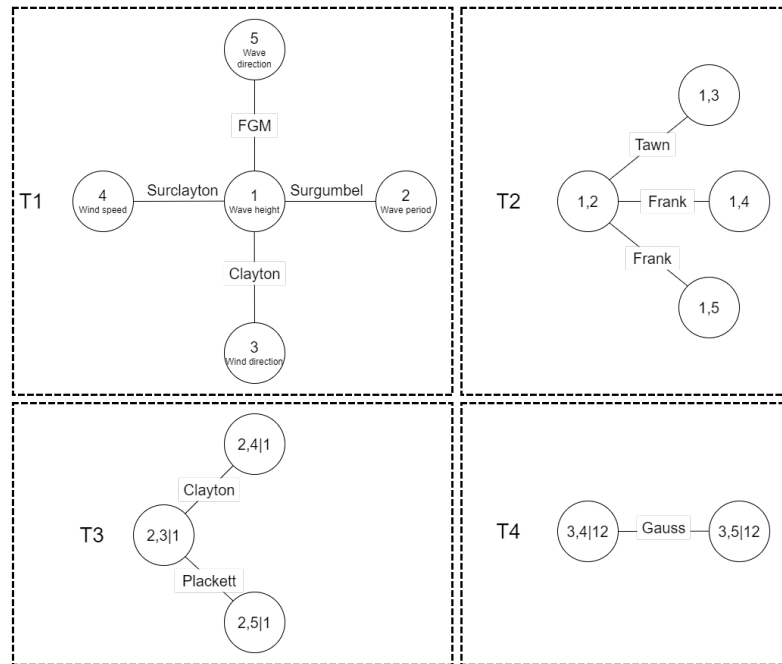 5
Wave
direction
FGM
T1
4
Wind speed
Surclayton
1
Wave height
Surgumbel
2
Wave period
Clayton
3
Wind direction
T2
1,3
Tawn
1,2
Frank
1,4
Frank
1,5
T3
2,4|1
Clayton
2,3|1
Plackett
2,5|1
T4
3,4|12
Gauss
3,5|12